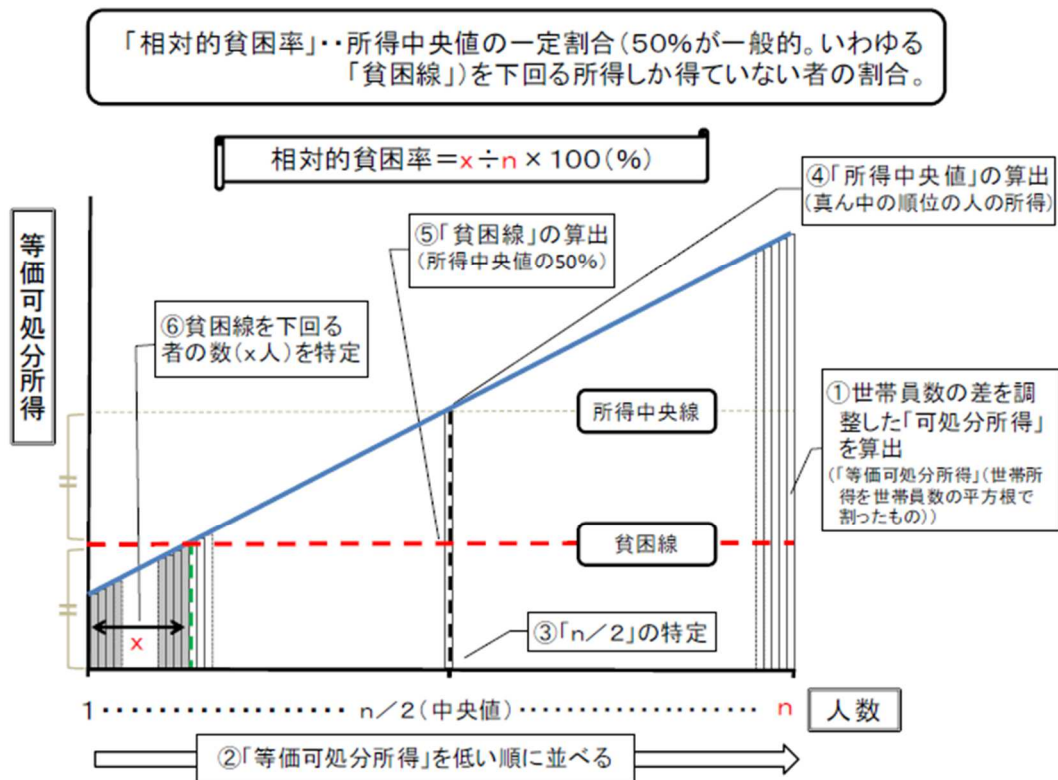 「相対的貧困率」・・所得中央値の一定割合(50%が一般的。いわゆる
「貧困線」)を下回る所得しか得ていない者の割合。
相対的貧困率=x÷n×100(%)
④「所得中央値」の算出
(真ん中の順位の人の所得)
⑤「貧困線」の算出
(所得中央値の50%)
等価可処分所得
⑥貧困線を下回る
者の数(x人)を特定
所得中央線
①世帯員数の差を調
整した「可処分所得」
を算出
(「等価可処分所得」(世帯所
得を世帯員数の平方根で
割ったもの))
貧困線
x
③「n/2」の特定
1・・・・・・・・・・・・・・・・n/2(中央値)・・・・・・・・・・・・・・・・・・n
人数
②「等価可処分所得」を低い順に並べる